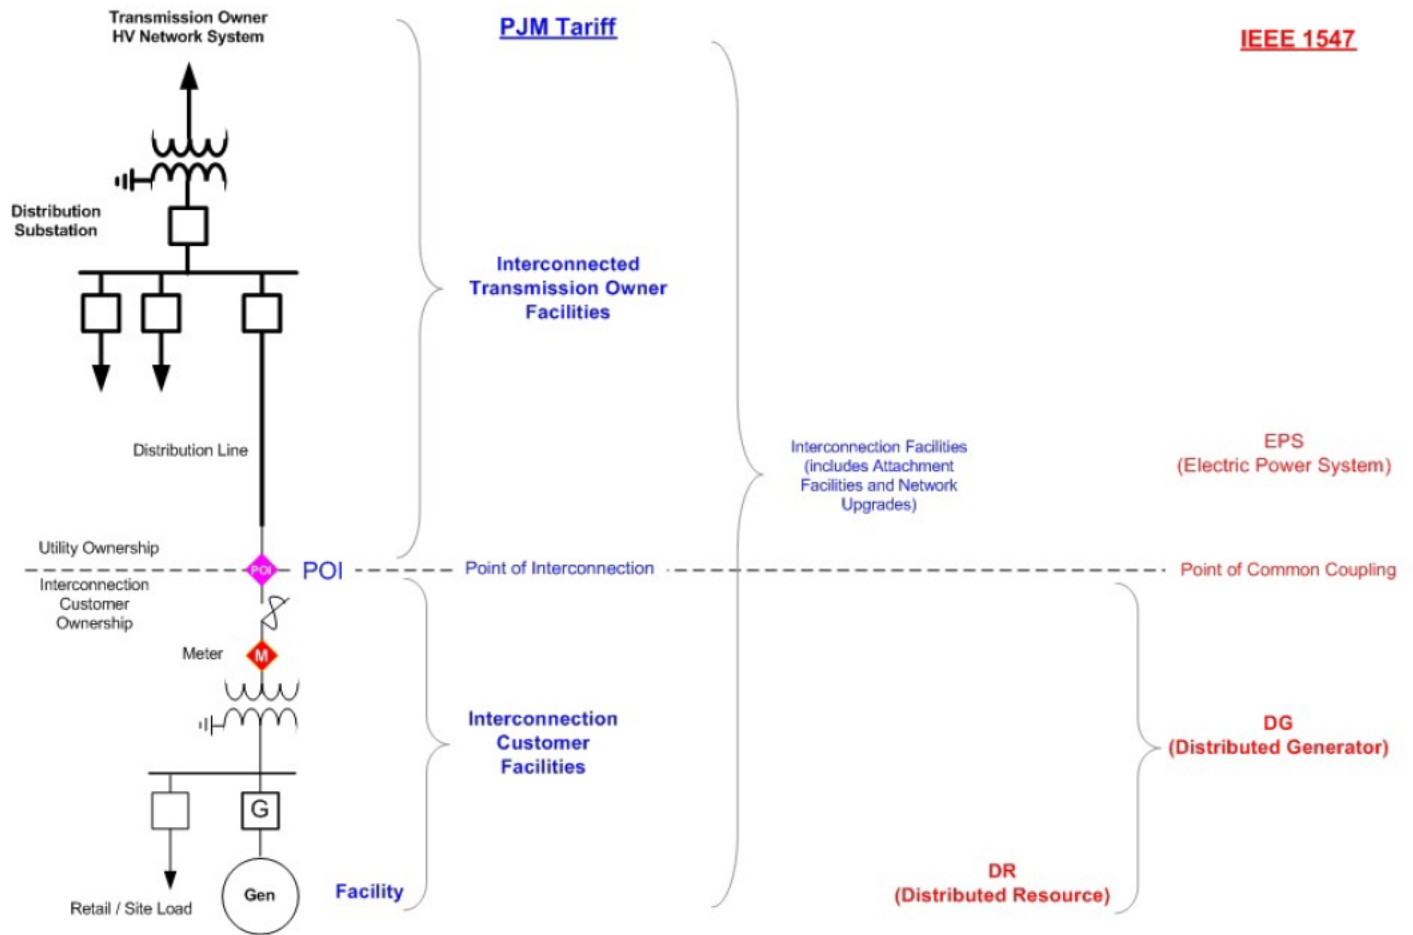 Transmission Owner
HV Network System
PJM Tariff
IEEE 1547
Distribution
Substation
Interconnected
Transmission Owner
Facilities
Distribution Line
Interconnection Facilities
(includes Attachment
Facilities and Network
Upgrades)
EPS
(Electric Power System)
Utility Ownership
POI
POI
Point of Interconnection
Point of Common Coupling
Interconnection
Customer
Ownership
Meter
M
Interconnection
Customer
Facilities
DG
(Distributed Generator)
G
Gen
Facility
DR
(Distributed Resource)
Retail / Site Load